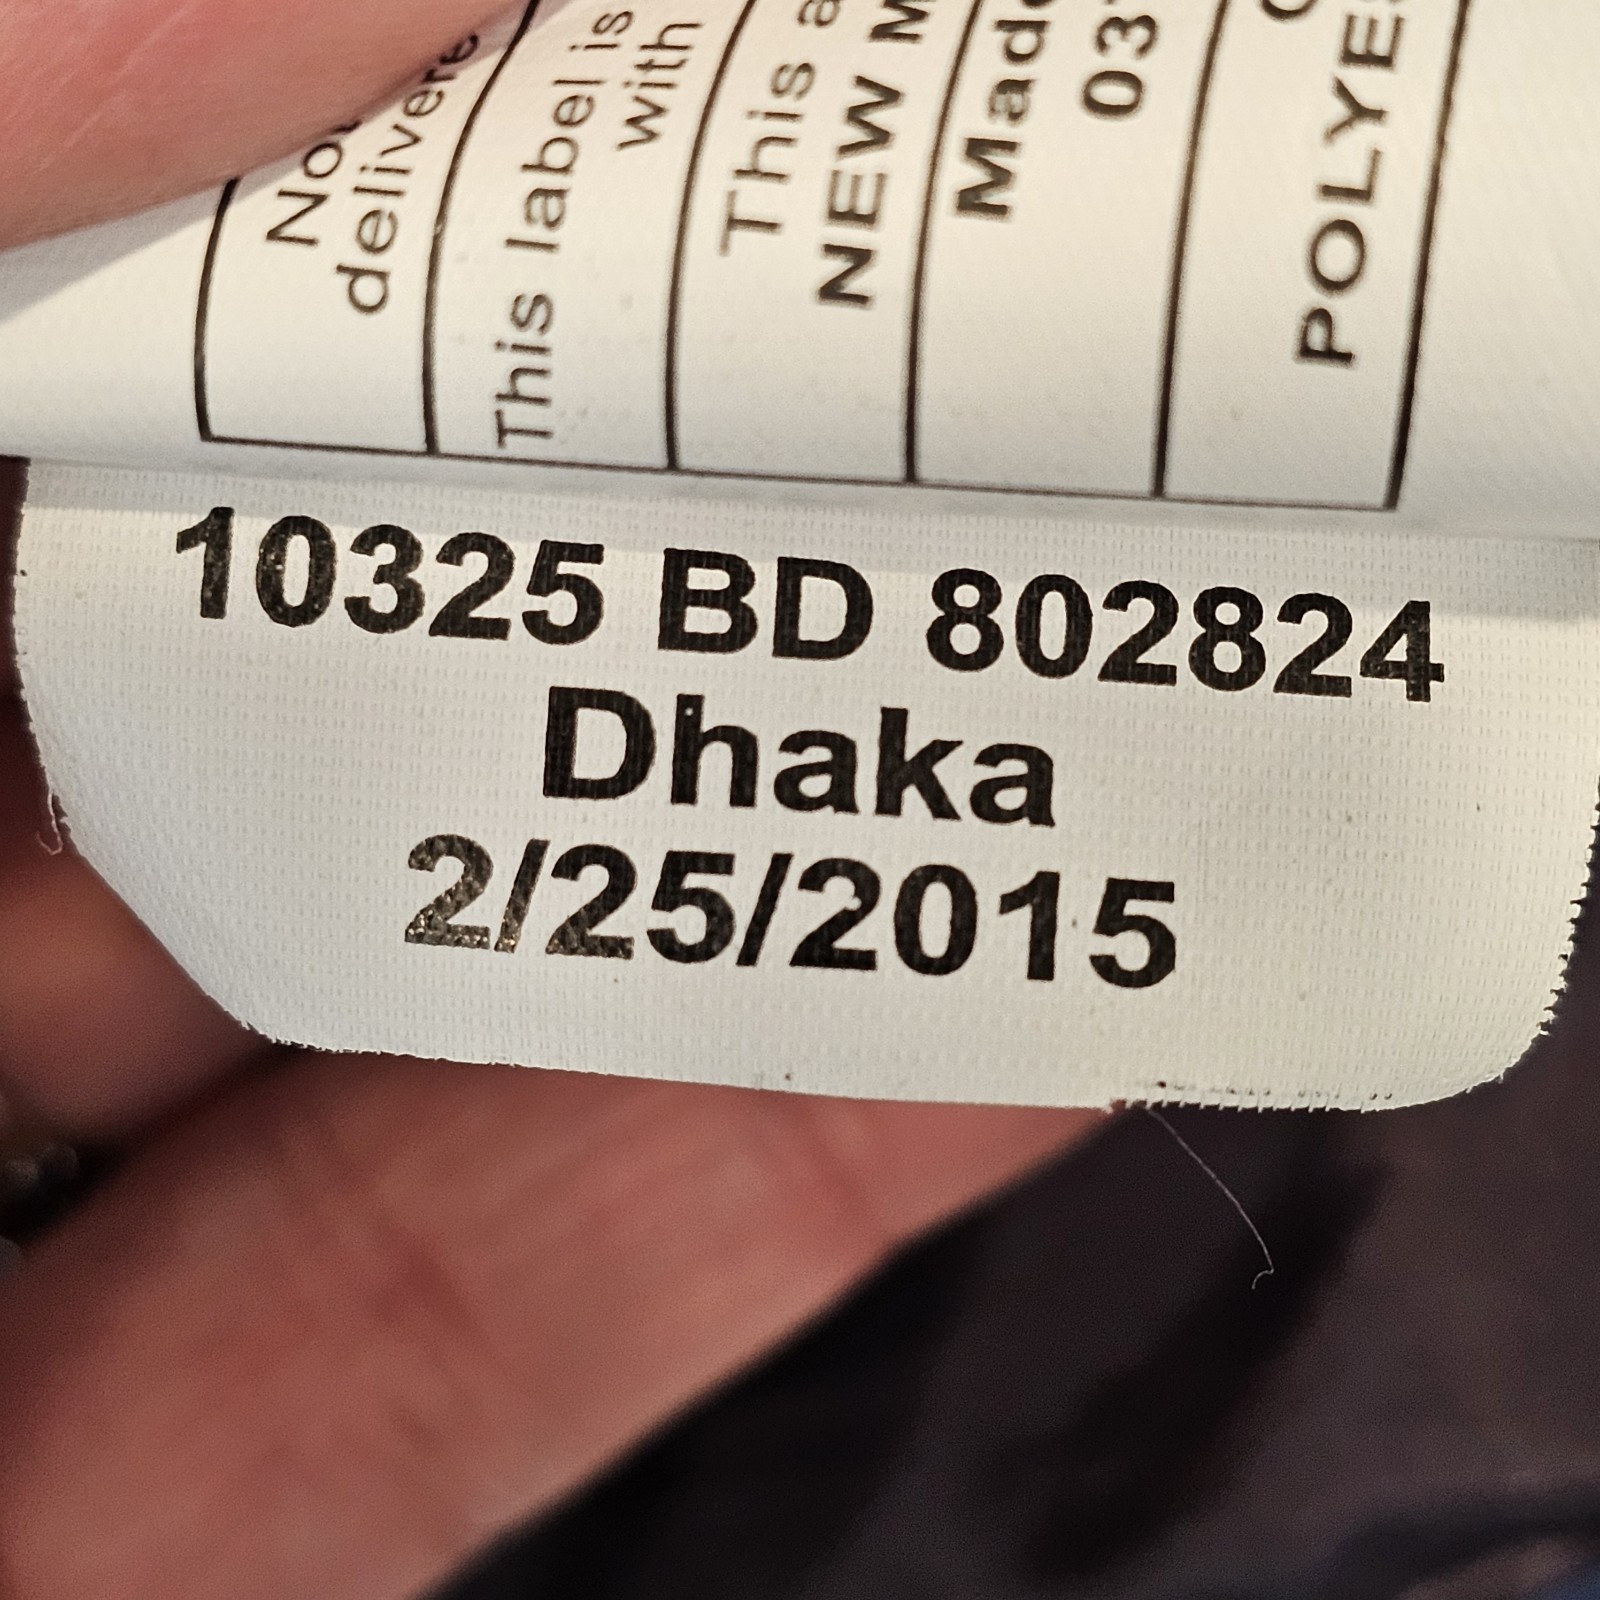 delivere
This label is
with
This a
NEW M
Made
03
POLYES
10325 BD 802824
Dhaka
2/25/2015